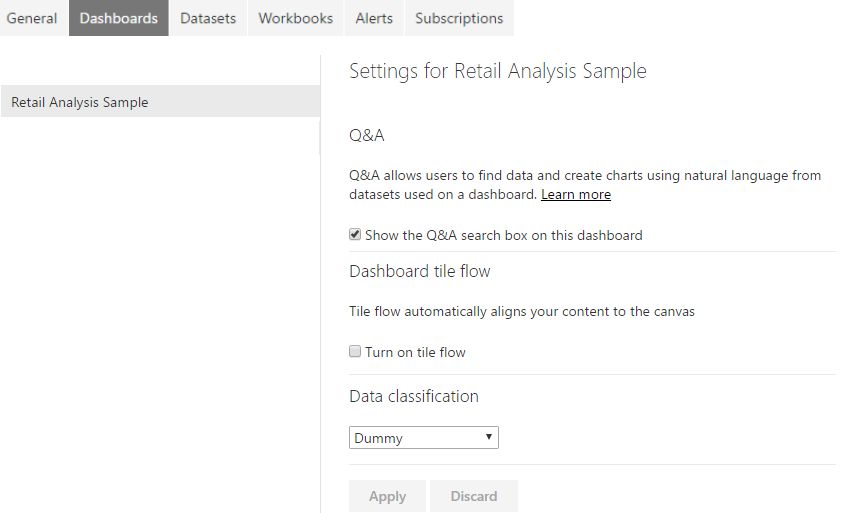 General Dashboards Datasets Workbooks Alerts Subscriptions
Retail Analysis Sample
Settings for Retail Analysis Sample
Q&A
Q&A allows users to find data and create charts using natural language from
datasets used on a dashboard. Learn more
Show the Q&A search box on this dashboard
Dashboard tile flow
Tile flow automatically aligns your content to the canvas
Turn on tile flow
Data classification
Dummy
Apply Discard